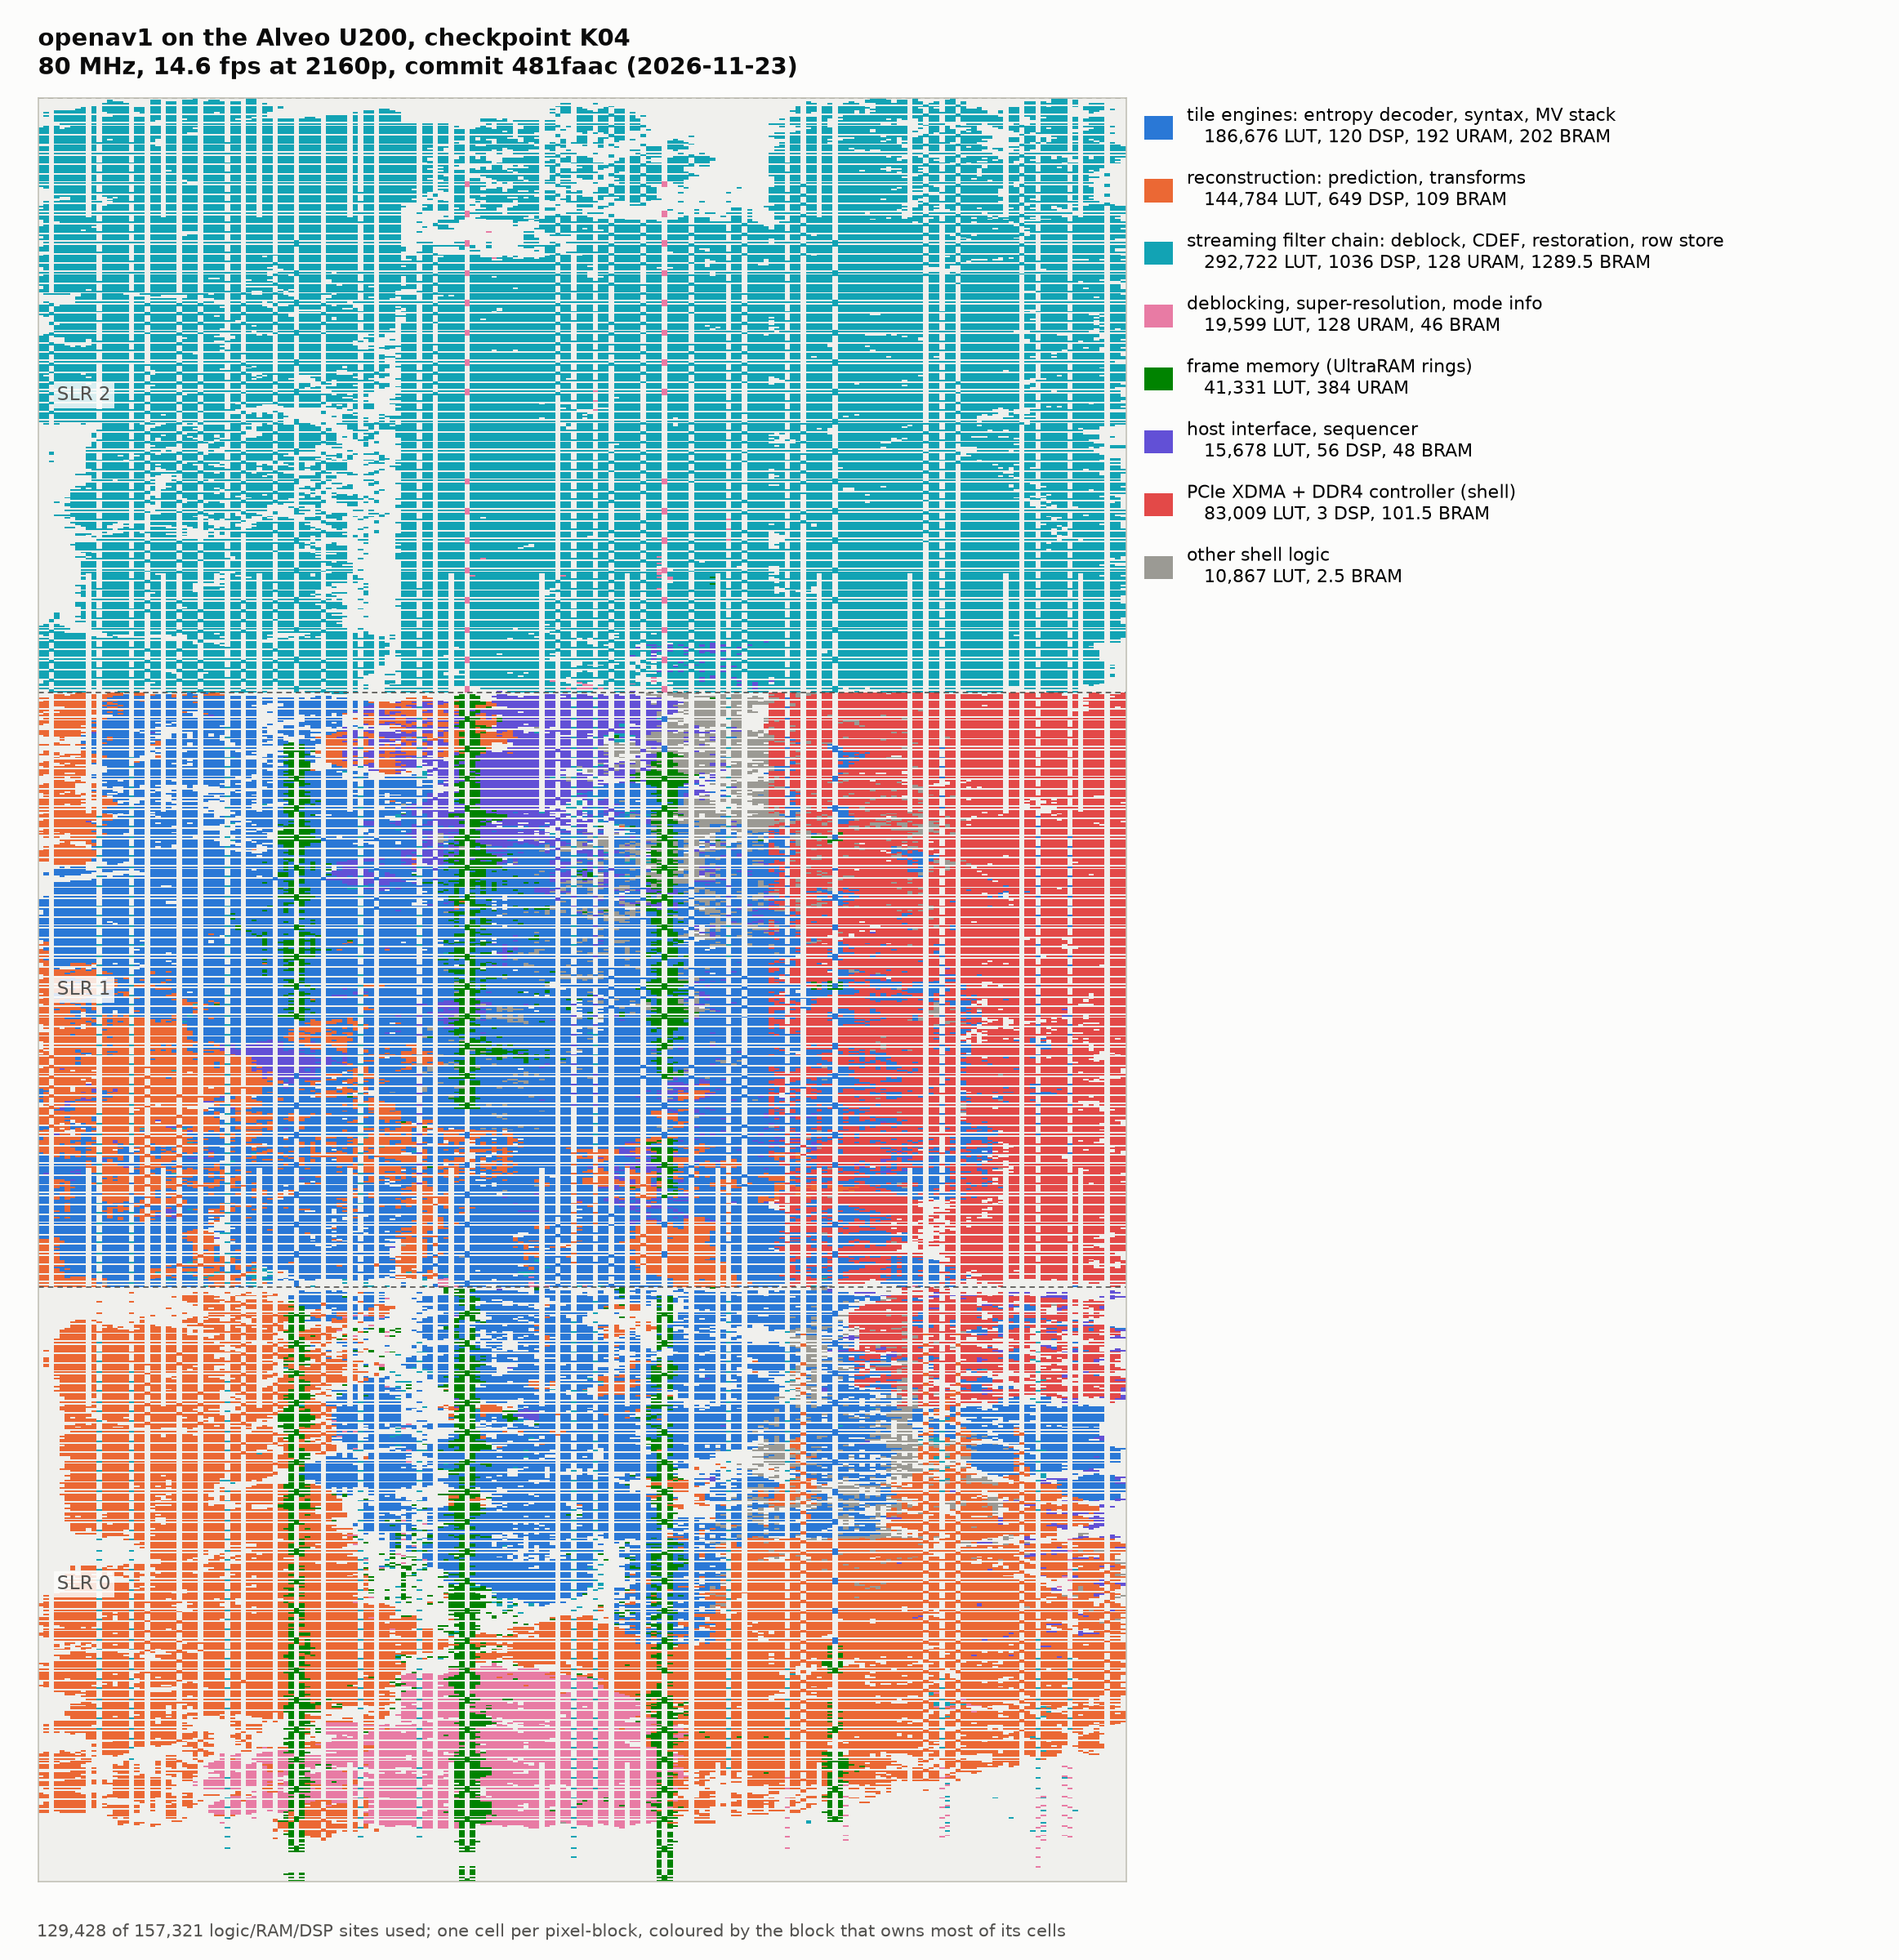 openav1 on the Alveo U200, checkpoint K04
80 MHz, 14.6 fps at 2160p, commit 481faac (2026-11-23)
tile engines: entropy decoder, syntax, MV stack
186,676 LUT, 120 DSP, 192 URAM, 202 BRAM
reconstruction: prediction, transforms
144,784 LUT, 649 DSP, 109 BRAM
streaming filter chain: deblock, CDEF, restoration, row store
292,722 LUT, 1036 DSP, 128 URAM, 1289.5 BRAM
deblocking, super-resolution, mode info
19,599 LUT, 128 URAM, 46 BRAM
frame memory (UltraRAM rings)
41,331 LUT, 384 URAM
host interface, sequencer
15,678 LUT, 56 DSP, 48 BRAM
PCIe XDMA + DDR4 controller (shell)
83,009 LUT, 3 DSP, 101.5 BRAM
other shell logic
10,867 LUT, 2.5 BRAM
SLR 2
SLR 1
SLR 0
129,428 of 157,321 logic/RAM/DSP sites used; one cell per pixel-block, coloured by the block that owns most of its cells